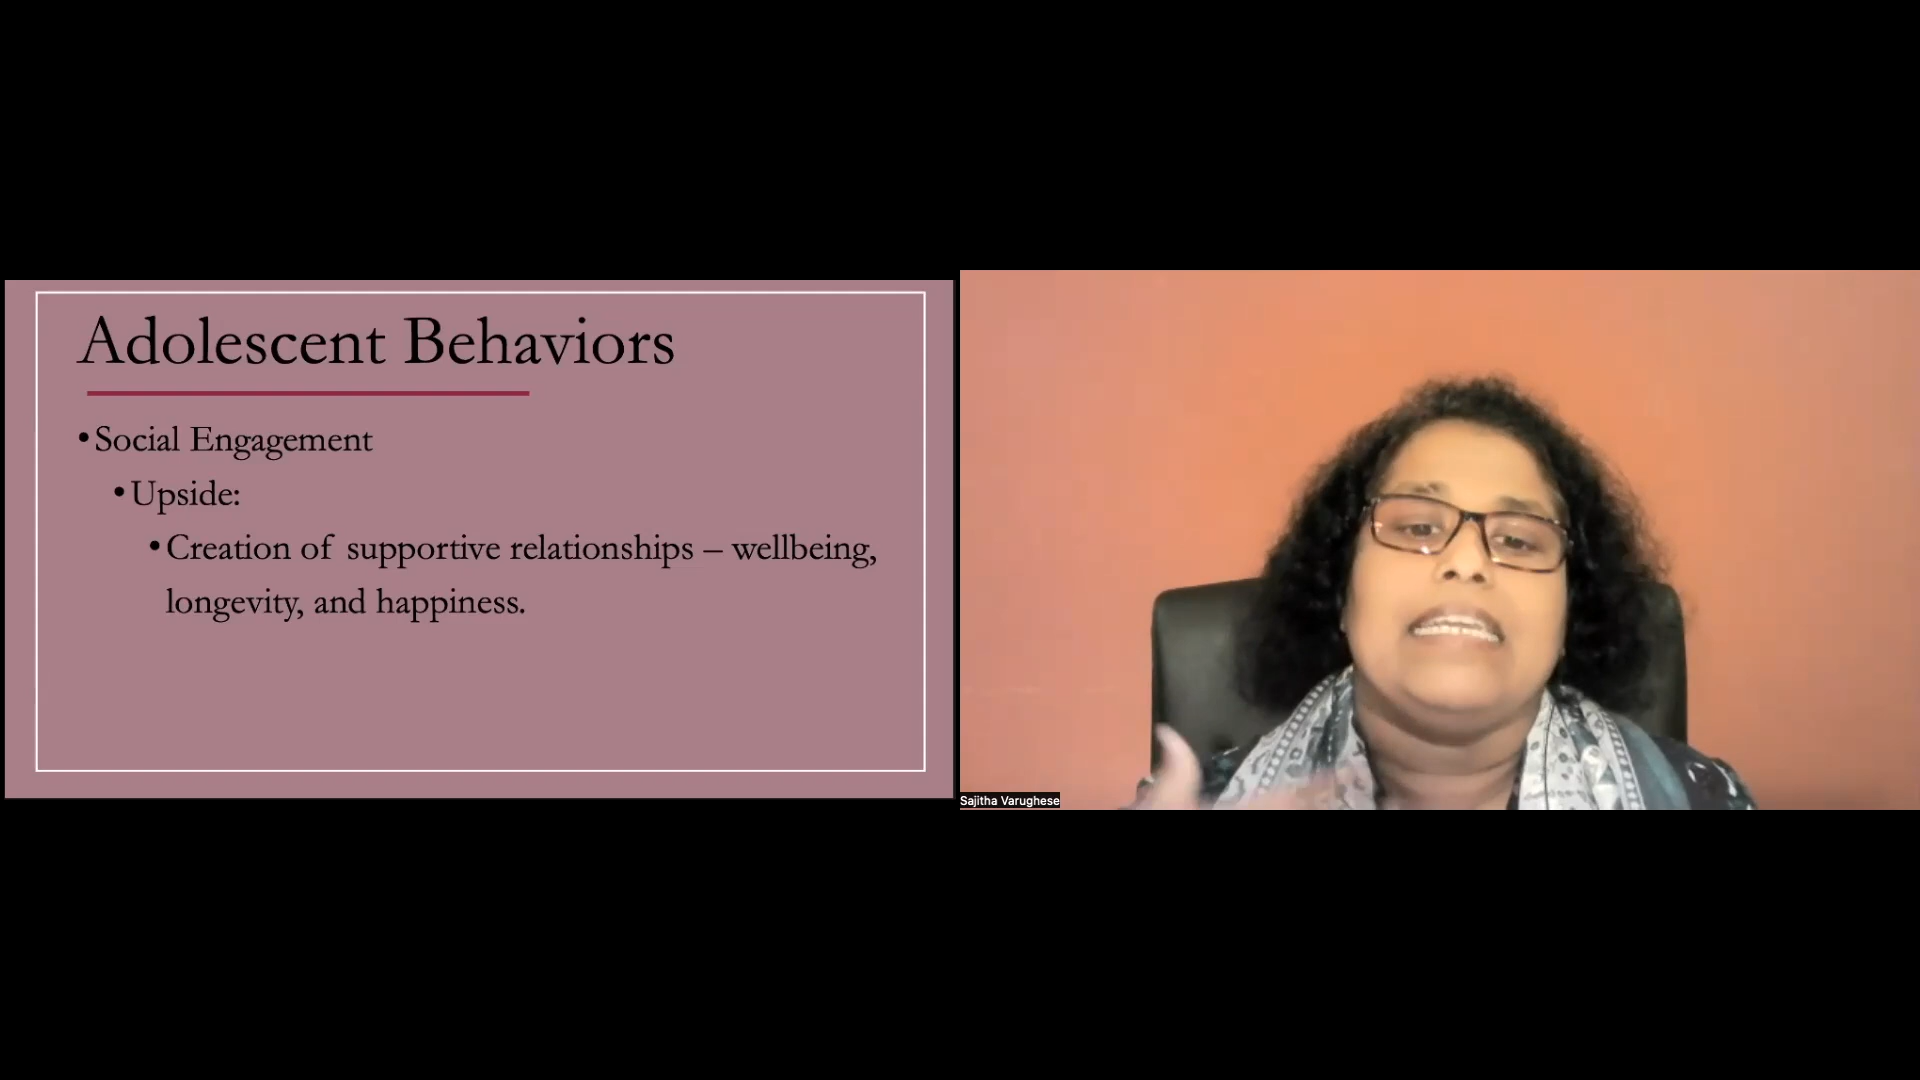 Adolescent Behaviors
•Social Engagement
•Upside:
•Creation of supportive relationships – wellbeing,
longevity, and happiness.
Sajitha Varughese